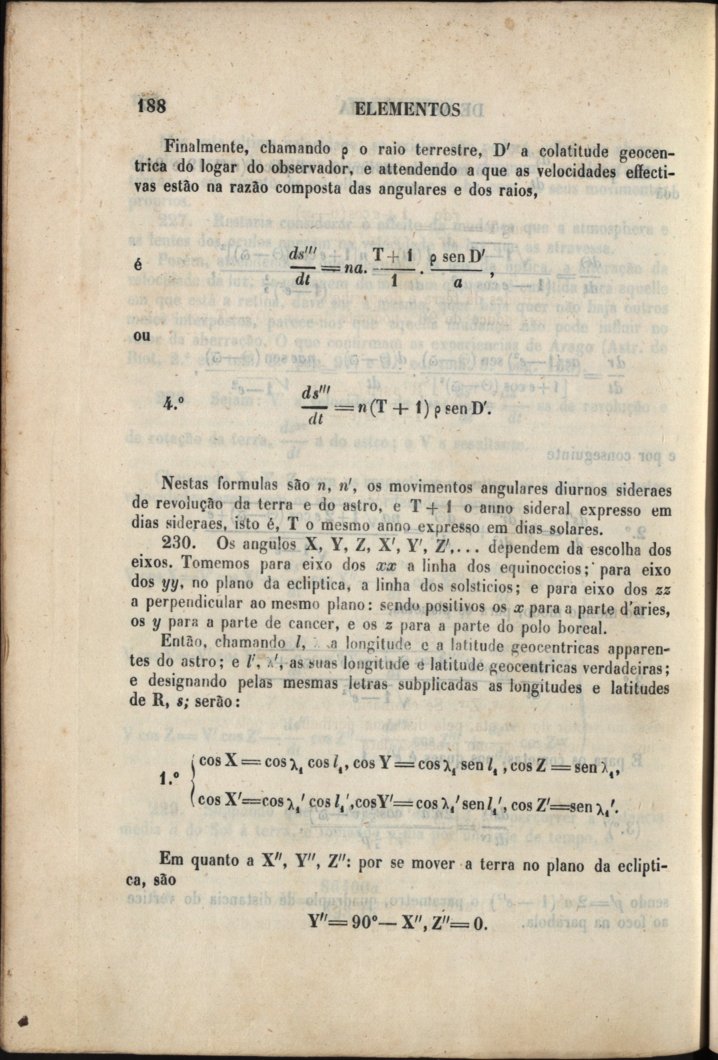 188 ELEMENTOS
Finalmente, chamando ρ o raio terrestre, D′ a colatitude geocen-
trica do logar do observador, e attendendo a que as velocidades effecti-
vas estão na razão composta das angulares e dos raios,
é ds′′′/dt = na. (T + 1)/1 . (ρ sen D′)/a ,
ou
4.º ds′′′/dt = n (T + 1) ρ sen D′.
Nestas formulas são n, n′, os movimentos angulares diurnos sideraes
de revolução da terra e do astro, e T + 1 o anno sideral expresso em
dias sideraes, isto é, T o mesmo anno expresso em dias solares.
230. Os angulos X, Y, Z, X′, Y′, Z′,... dependem da escolha dos
eixos. Tomemos para eixo dos xx a linha dos equinoccios; para eixo
dos yy, no plano da ecliptica, a linha dos solsticios; e para eixo dos zz
a perpendicular ao mesmo plano: sendo positivos os x para a parte d'aries,
os y para a parte de cancer, e os z para a parte do polo boreal.
Então, chamando l, a longitude e a latitude geocentricas apparen-
tes do astro; e l′, λ′, as suas longitude e latitude geocentricas verdadeiras;
e designando pelas mesmas letras subplicadas as longitudes e latitudes
de R, s; serão:
1.º { cos X = cos λ₁ cos l₁, cos Y = cos λ₁ sen l₁, cos Z = sen λ₁,
cos X′= cos λ₁′ cos l₁′, cos Y′= cos λ₁′ sen l₁′, cos Z′= sen λ₁′.
Em quanto a X″, Y″, Z″: por se mover a terra no plano da eclipti-
ca, são
Y″= 90°— X″, Z″= 0.